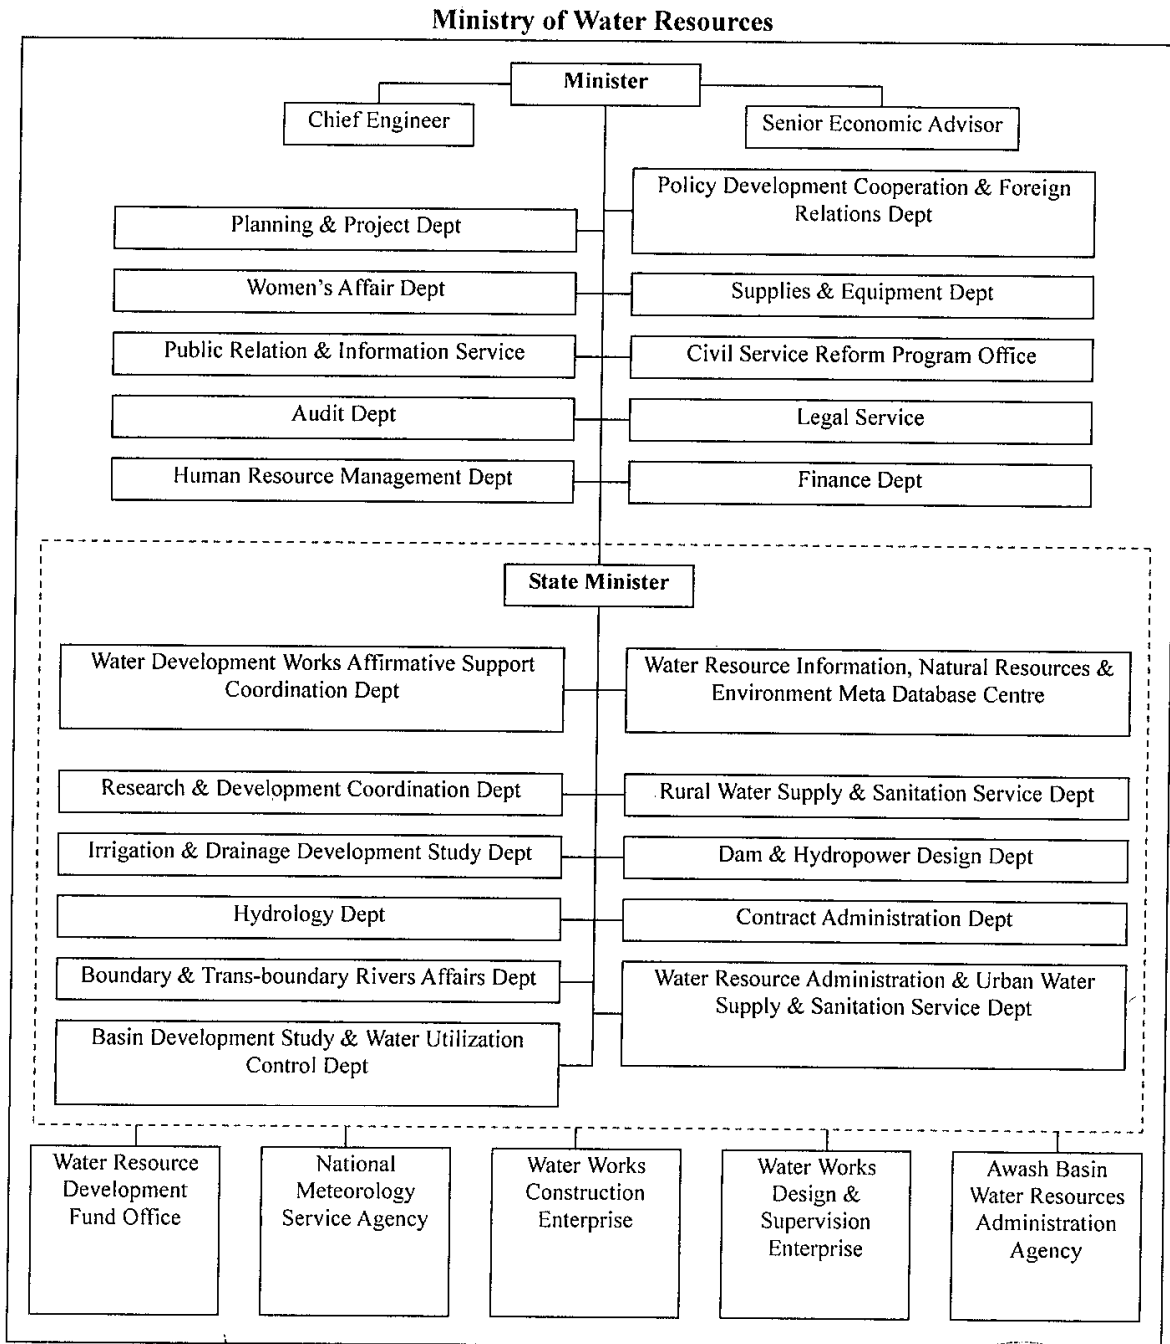 Ministry of Water Resources
Minister
Chief Engineer
Senior Economic Advisor
Policy Development Cooperation & Foreign
Relations Dept
Planning & Project Dept
Women's Affair Dept
Supplies & Equipment Dept
Public Relation & Information Service
Civil Service Reform Program Office
Audit Dept
Legal Service
Human Resource Management Dept
Finance Dept
State Minister
Water Development Works Affirmative Support
Coordination Dept
Water Resource Information, Natural Resources &
Environment Meta Database Centre
Research & Development Coordination Dept
Rural Water Supply & Sanitation Service Dept
Irrigation & Drainage Development Study Dept
Dam & Hydropower Design Dept
Hydrology Dept
Contract Administration Dept
Boundary & Trans-boundary Rivers Affairs Dept
Water Resource Administration & Urban Water
Supply & Sanitation Service Dept
Basin Development Study & Water Utilization
Control Dept
Water Resource
Development
Fund Office
National
Meteorology
Service Agency
Water Works
Construction
Enterprise
Water Works
Design &
Supervision
Enterprise
Awash Basin
Water Resources
Administration
Agency